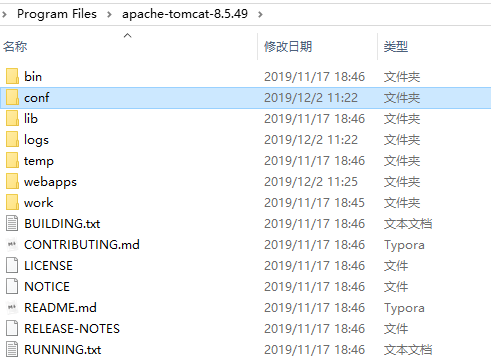 Program Files > apache-tomcat-8.5.49 >
名称 修改日期 类型
bin 2019/11/17 18:46 文件夹
conf 2019/12/2 11:22 文件夹
lib 2019/11/17 18:46 文件夹
logs 2019/12/2 11:22 文件夹
temp 2019/11/17 18:46 文件夹
webapps 2019/12/2 11:25 文件夹
work 2019/11/17 18:45 文件夹
BUILDING.txt 2019/11/17 18:46 文本文档
CONTRIBUTING.md 2019/11/17 18:46 Typora
LICENSE 2019/11/17 18:46 文件
NOTICE 2019/11/17 18:46 文件
README.md 2019/11/17 18:46 Typora
RELEASE-NOTES 2019/11/17 18:46 文件
RUNNING.txt 2019/11/17 18:46 文本文档